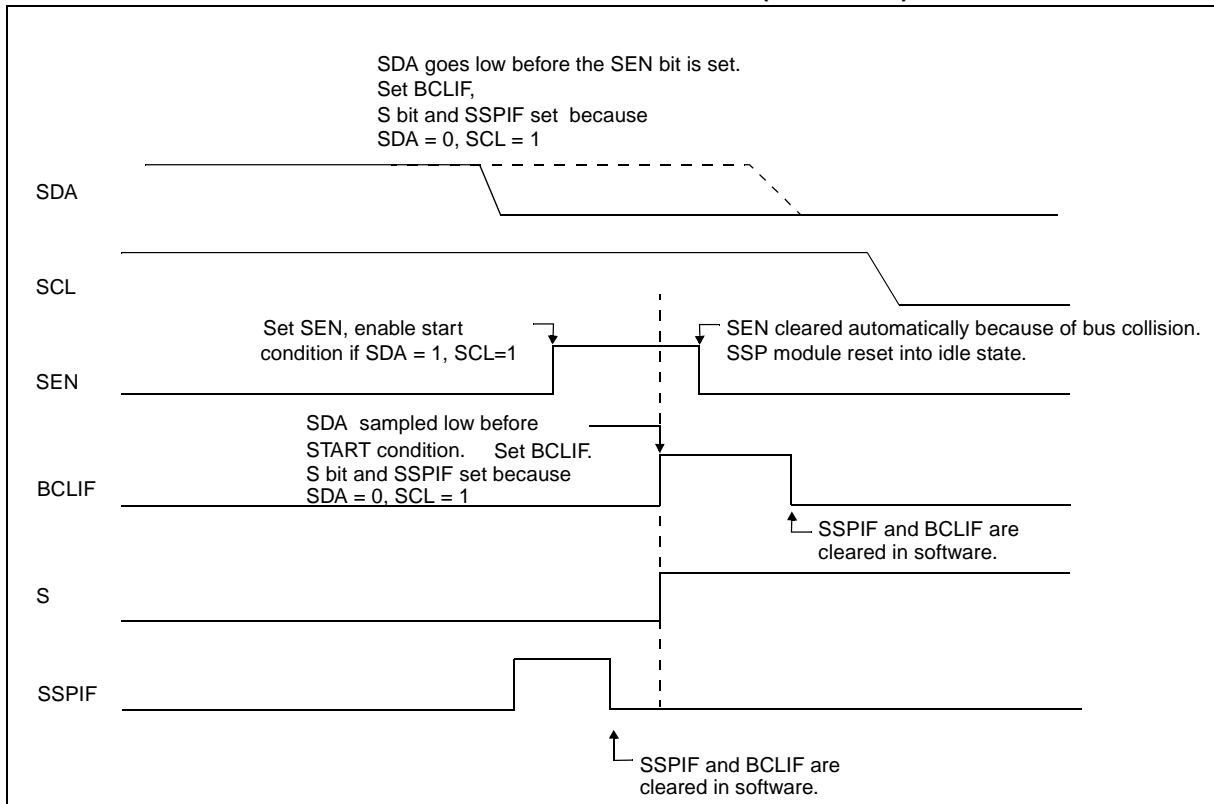 SDA goes low before the SEN bit is set.
Set BCLIF,
S bit and SSPIF set because
SDA = 0, SCL = 1
SDA
SCL
Set SEN, enable start
condition if SDA = 1, SCL=1
SEN cleared automatically because of bus collision.
SSP module reset into idle state.
SEN
SDA sampled low before
START condition. Set BCLIF.
S bit and SSPIF set because
SDA = 0, SCL = 1
BCLIF
SSPIF and BCLIF are
cleared in software.
S
SSPIF
SSPIF and BCLIF are
cleared in software.